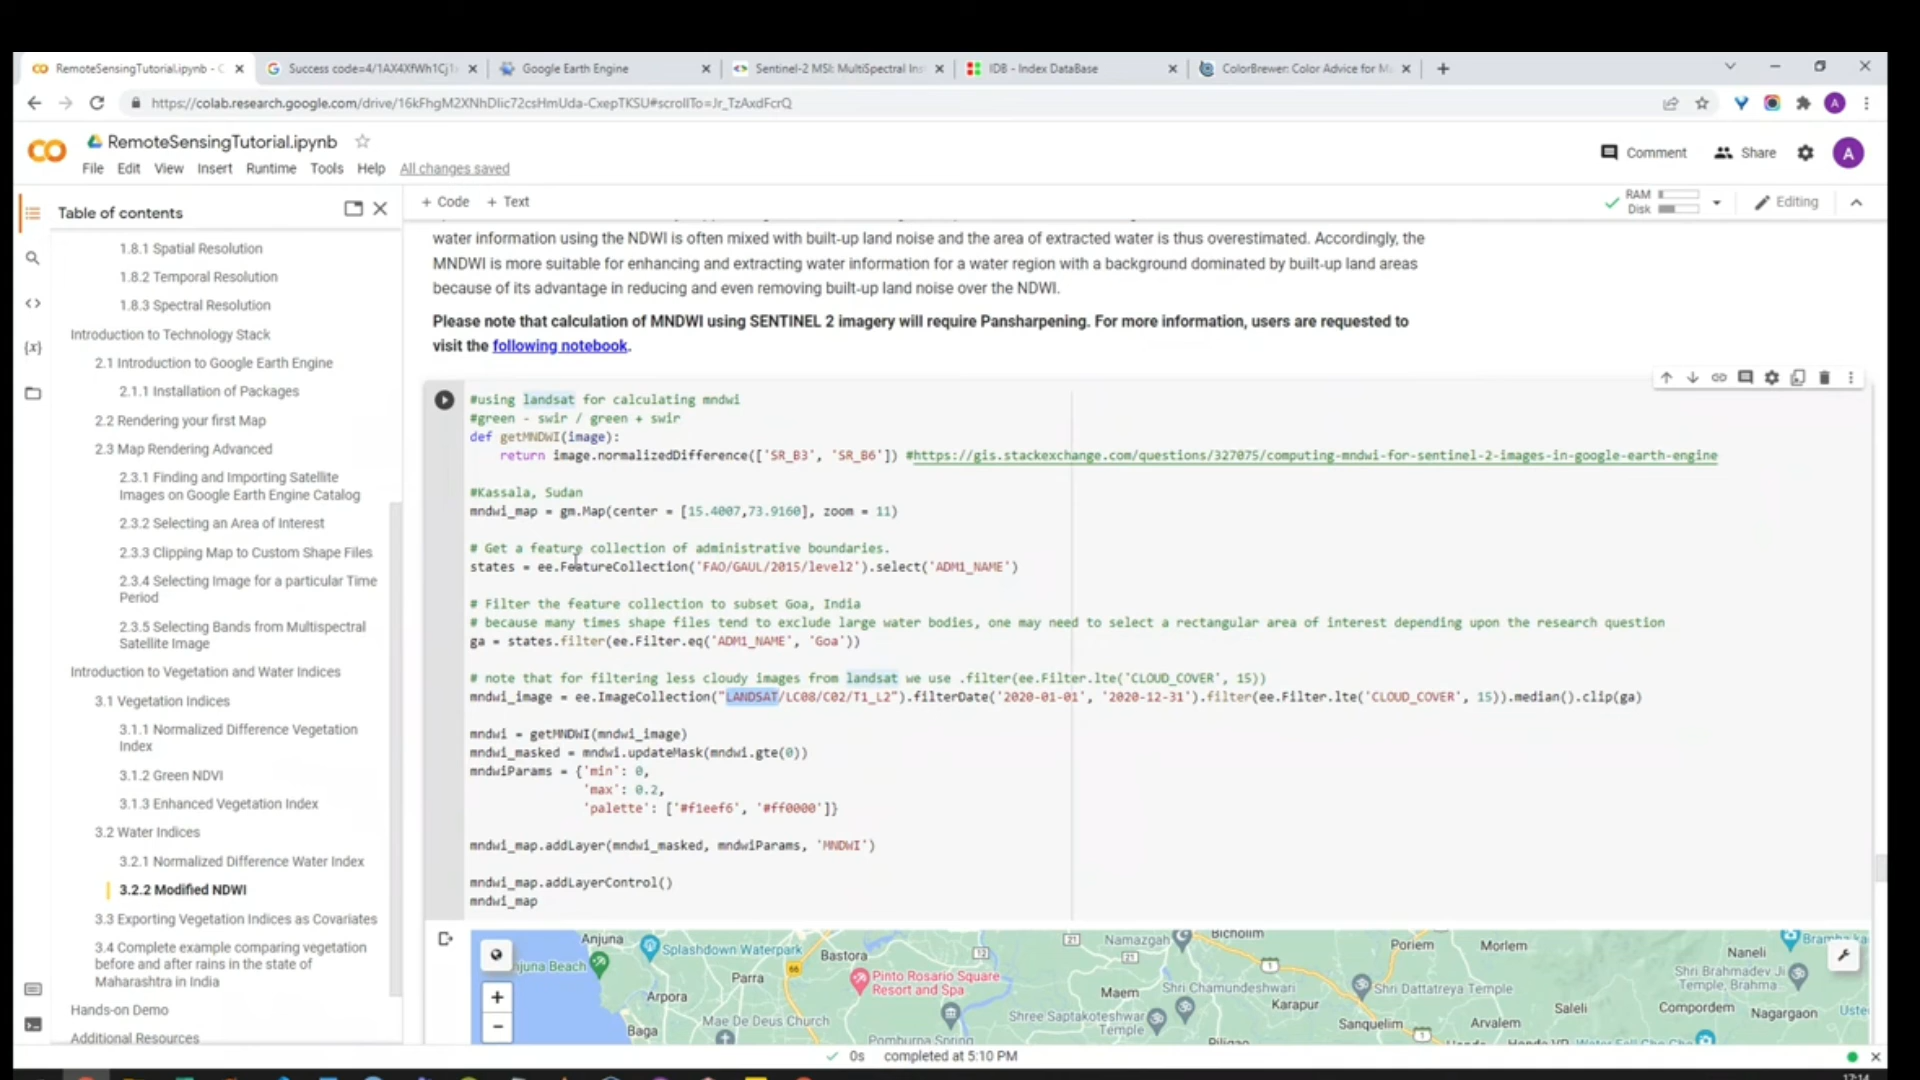 RemoteSensingTutorial.ipynb - C
Success code=4/1AX4XfWh1Cj1
Google Earth Engine
Sentinel-2 MSI: MultiSpectral Ins
IDB - Index DataBase
ColorBrewer: Color Advice for M
https://colab.research.google.com/drive/16kFhgM2XNhDlic72csHmUda-CxepTKSU#scrollTo=Jr_TzAxdFcrQ
A
RemoteSensingTutorial.ipynb
Comment
Share
A
File Edit View Insert Runtime Tools Help All changes saved
Table of contents
+ Code + Text
RAM
Disk
Editing
1.8.1 Spatial Resolution
1.8.2 Temporal Resolution
1.8.3 Spectral Resolution
Introduction to Technology Stack
2.1 Introduction to Google Earth Engine
2.1.1 Installation of Packages
2.2 Rendering your first Map
2.3 Map Rendering Advanced
2.3.1 Finding and Importing Satellite
Images on Google Earth Engine Catalog
2.3.2 Selecting an Area of Interest
2.3.3 Clipping Map to Custom Shape Files
2.3.4 Selecting Image for a particular Time
Period
2.3.5 Selecting Bands from Multispectral
Satellite Image
Introduction to Vegetation and Water Indices
3.1 Vegetation Indices
3.1.1 Normalized Difference Vegetation
Index
3.1.2 Green NDVI
3.1.3 Enhanced Vegetation Index
3.2 Water Indices
3.2.1 Normalized Difference Water Index
3.2.2 Modified NDWI
3.3 Exporting Vegetation Indices as Covariates
3.4 Complete example comparing vegetation
before and after rains in the state of
Maharashtra in India
Hands-on Demo
Additional Resources
water information using the NDWI is often mixed with built-up land noise and the area of extracted water is thus overestimated. Accordingly, the
MNDWI is more suitable for enhancing and extracting water information for a water region with a background dominated by built-up land areas
because of its advantage in reducing and even removing built-up land noise over the NDWI.
Please note that calculation of MNDWI using SENTINEL 2 imagery will require Pansharpening. For more information, users are requested to
visit the following notebook.
#using landsat for calculating mndwi
#green - swir / green + swir
def getMNDWI(image):
return image.normalizedDifference(['SR_B3', 'SR_B6']) #https://gis.stackexchange.com/questions/327075/computing-mndwi-for-sentinel-2-images-in-google-earth-engine
#Kassala, Sudan
mndwi_map = gm.Map(center = [15.4007,73.9160], zoom = 11)
# Get a feature collection of administrative boundaries.
states = ee.FeatureCollection('FAO/GAUL/2015/level2').select('ADM1_NAME')
# Filter the feature collection to subset Goa, India
# because many times shape files tend to exclude large water bodies, one may need to select a rectangular area of interest depending upon the research question
ga = states.filter(ee.Filter.eq('ADM1_NAME', 'Goa'))
# note that for filtering less cloudy images from landsat we use .filter(ee.Filter.lte('CLOUD_COVER', 15))
mndwi_image = ee.ImageCollection("LANDSAT/LC08/C02/T1_L2").filterDate('2020-01-01', '2020-12-31').filter(ee.Filter.lte('CLOUD_COVER', 15)).median().clip(ga)
mndwi = getMNDWI(mndwi_image)
mndwi_masked = mndwi.updateMask(mndwi.gte(0))
mndwiParams = {'min': 0,
'max': 0.2,
'palette': ['#f1eef6', '#ff0000']}
mndwi_map.addLayer(mndwi_masked, mndwiParams, 'MNDWI')
mndwi_map.addLayerControl()
mndwi_map
Anjuna
Splashdown Waterpark
Bastora
12
21
Namazgah
Bicholim
Poriem
Morlem
Naneli
njuna Beach
66
Parra
Pinto Rosario Square
Resort and Spa
21
1
Shri Chamundeshwari
Shri Dattatreya Temple
Shri Brahmadev Ji
Temple, Brahma
Arpora
Maem
Karapur
Saleli
Compordem
Nagargaon
Mae De Deus Church
Shree Saptakoteshwar
Temple
Sanquelim
Arvalem
Baga
Pomburpa Spring
Piligao
1
0s completed at 5:10 PM
17:14